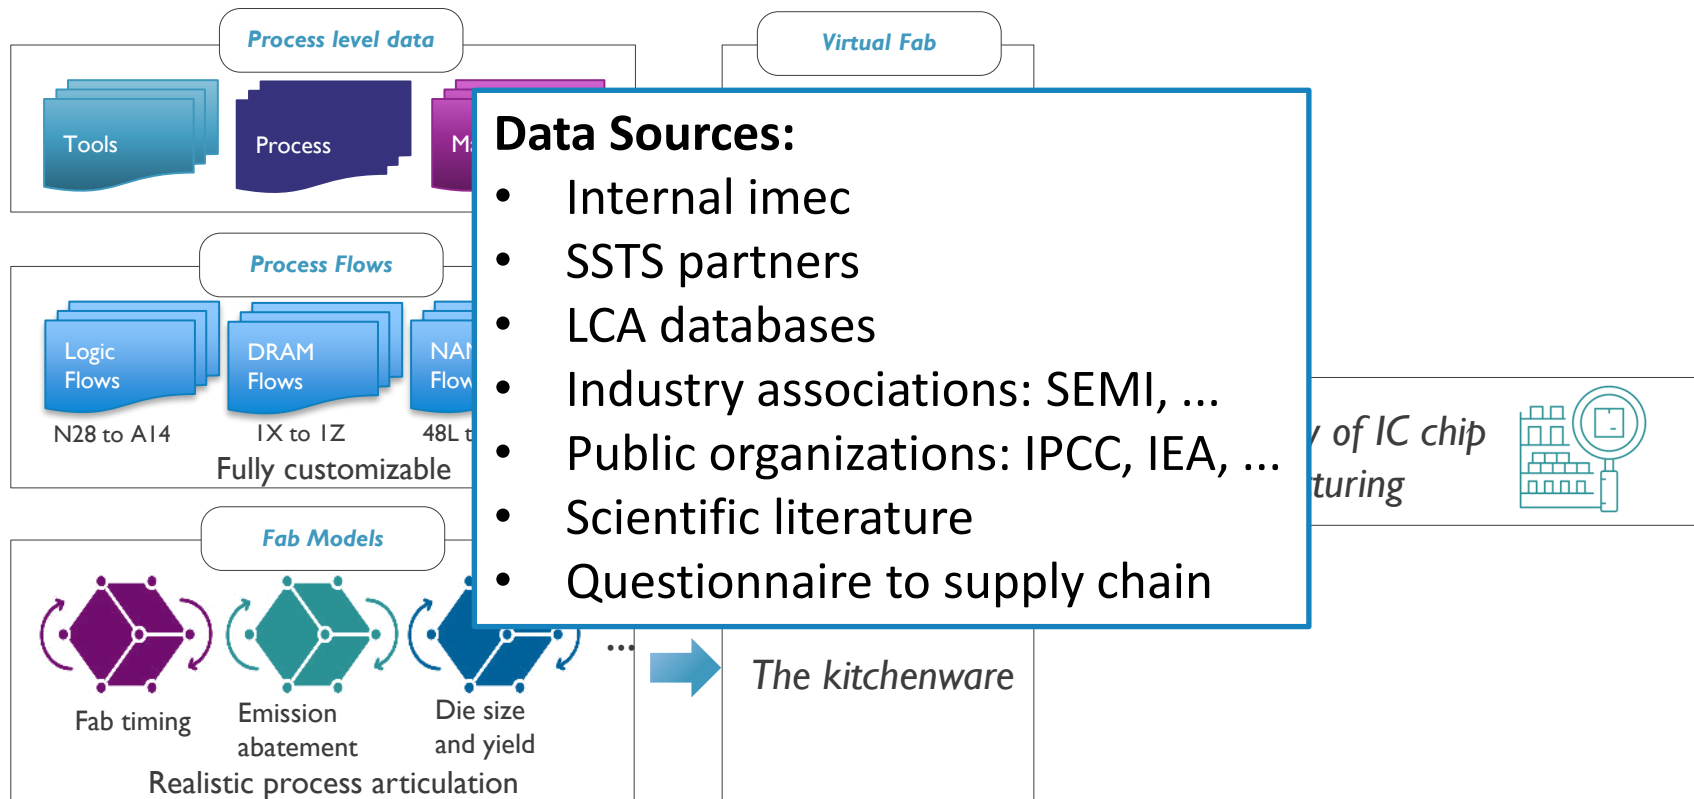 Process level data
Virtual Fab
Tools
Process
Data Sources:
• Internal imec
• SSTS partners
• LCA databases
• Industry associations: SEMI, ...
• Public organizations: IPCC, IEA, ...
• Scientific literature
• Questionnaire to supply chain
Process Flows
Logic
Flows
DRAM
Flows
N28 to A14
1X to 1Z
48L
Fully customizable
of IC chip
Fab Models
...
The kitchenware
Fab timing
Emission
abatement
Die size
and yield
Realistic process articulation